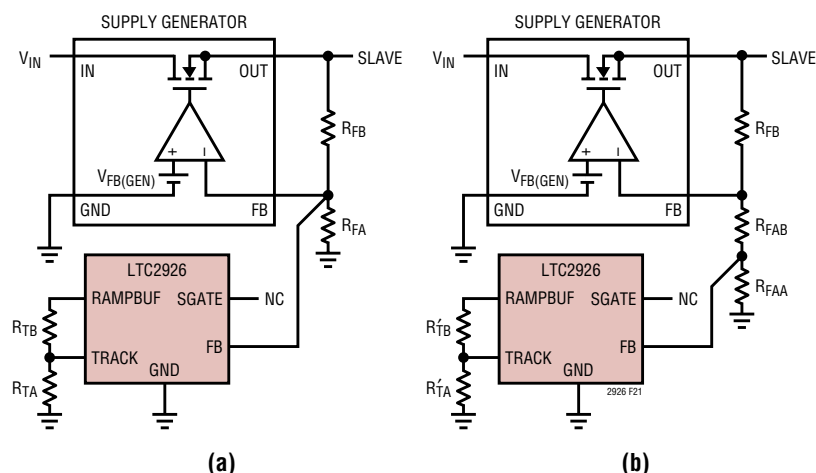 SUPPLY GENERATOR
V_IN
IN
OUT
SLAVE
R_FB
+
–
V_FB(GEN)
GND
FB
R_FA
LTC2926
RAMPBUF
SGATE
NC
R_TB
TRACK
FB
R_TA
GND
(a)
SUPPLY GENERATOR
V_IN
IN
OUT
SLAVE
R_FB
+
–
V_FB(GEN)
GND
FB
R_FAB
LTC2926
RAMPBUF
SGATE
NC
R_FAA
R′_TB
TRACK
FB
R′_TA
GND
2926 F21
(b)